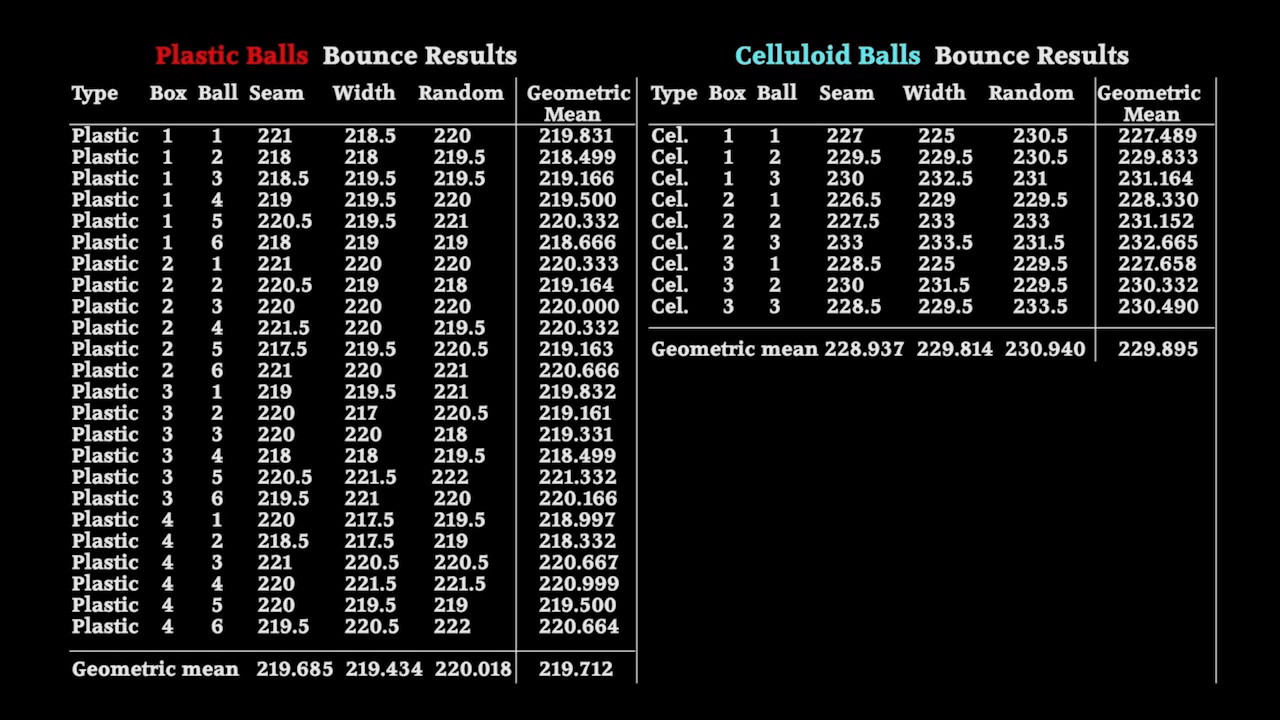 Plastic Balls Bounce Results
Type Box Ball Seam Width Random Geometric Mean
Plastic 1 1 221 218.5 220 219.831
Plastic 1 2 218 218 219.5 218.499
Plastic 1 3 218.5 219.5 219.5 219.166
Plastic 1 4 219 219.5 220 219.500
Plastic 1 5 220.5 219.5 221 220.332
Plastic 1 6 218 219 219 218.666
Plastic 2 1 221 220 220 220.333
Plastic 2 2 220.5 219 218 219.164
Plastic 2 3 220 220 220 220.000
Plastic 2 4 221.5 220 219.5 220.332
Plastic 2 5 217.5 219.5 220.5 219.163
Plastic 2 6 221 220 221 220.666
Plastic 3 1 219 219.5 221 219.832
Plastic 3 2 220 217 220.5 219.161
Plastic 3 3 220 220 218 219.331
Plastic 3 4 218 218 219.5 218.499
Plastic 3 5 220.5 221.5 222 221.332
Plastic 3 6 219.5 221 220 220.166
Plastic 4 1 220 217.5 219.5 218.997
Plastic 4 2 218.5 217.5 219 218.332
Plastic 4 3 221 220.5 220.5 220.667
Plastic 4 4 220 221.5 221.5 220.999
Plastic 4 5 220 219.5 219 219.500
Plastic 4 6 219.5 220.5 222 220.664
Geometric mean 219.685 219.434 220.018 219.712
Celluloid Balls Bounce Results
Type Box Ball Seam Width Random Geometric Mean
Cel. 1 1 227 225 230.5 227.489
Cel. 1 2 229.5 229.5 230.5 229.833
Cel. 1 3 230 232.5 231 231.164
Cel. 2 1 226.5 229 229.5 228.330
Cel. 2 2 227.5 233 233 231.152
Cel. 2 3 233 233.5 231.5 232.665
Cel. 3 1 228.5 225 229.5 227.658
Cel. 3 2 230 231.5 229.5 230.332
Cel. 3 3 228.5 229.5 233.5 230.490
Geometric mean 228.937 229.814 230.940 229.895